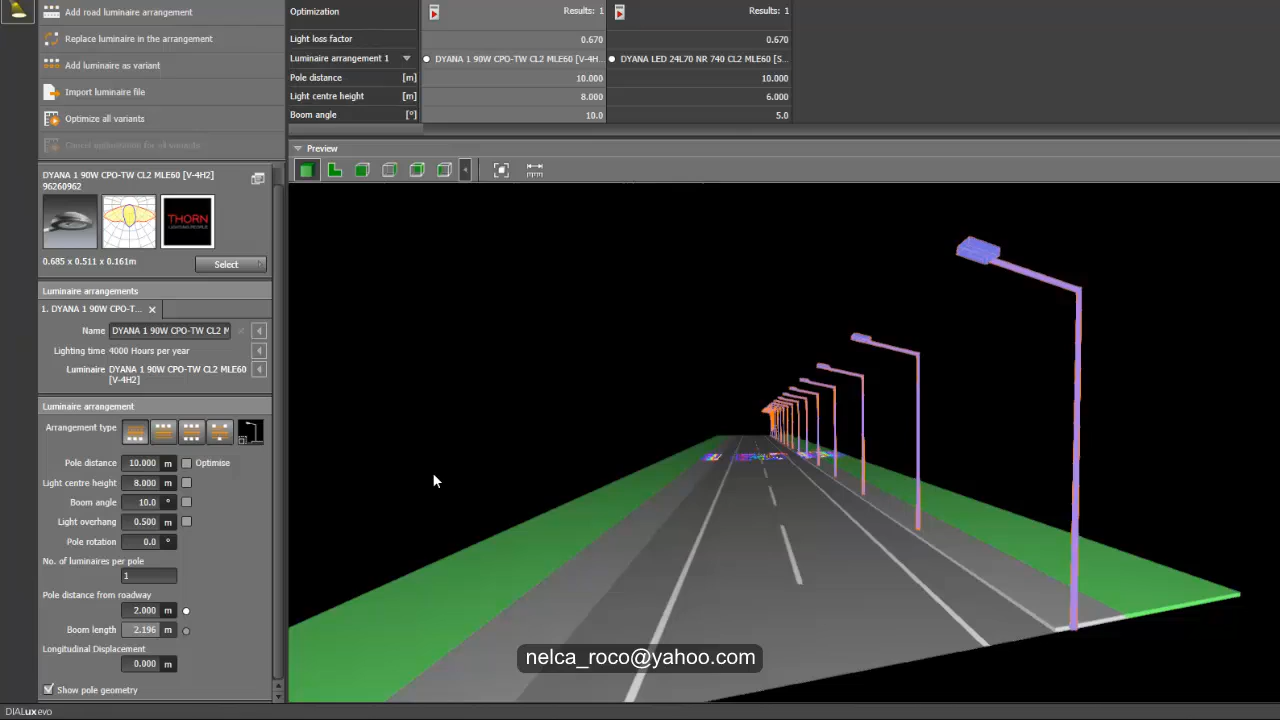 Add road luminaire arrangement
Optimization
Results: 1
Results: 1
Replace luminaire in the arrangement
Light loss factor
0.670
0.670
Add luminaire as variant
Luminaire arrangement 1
DYANA 1 90W CPO-TW CL2 MLE60 [V-4H...
DYANA LED 24L70 NR 740 CL2 MLE60 [S...
Pole distance [m]
10.000
10.000
Import luminaire file
Light centre height [m]
8.000
6.000
Optimize all variants
Boom angle [°]
10.0
5.0
Preview
DYANA 1 90W CPO-TW CL2 MLE60 [V-4H2]
96260962
THORN
LIGHTING PEOPLE
0.685 x 0.511 x 0.161m
Select
Luminaire arrangements
1. DYANA 1 90W CPO-T...
Name DYANA 1 90W CPO-TW CL2 M
Lighting time 4000 Hours per year
Luminaire DYANA 1 90W CPO-TW CL2 MLE60
[V-4H2]
Luminaire arrangement
Arrangement type
Pole distance 10.000 m Optimise
Light centre height 8.000 m
Boom angle 10.0 °
Light overhang 0.500 m
Pole rotation 0.0 °
No. of luminaires per pole
1
Pole distance from roadway
2.000 m
Boom length 2.196 m
Longitudinal Displacement
0.000 m
Show pole geometry
nelca_roco@yahoo.com
DIALux evo